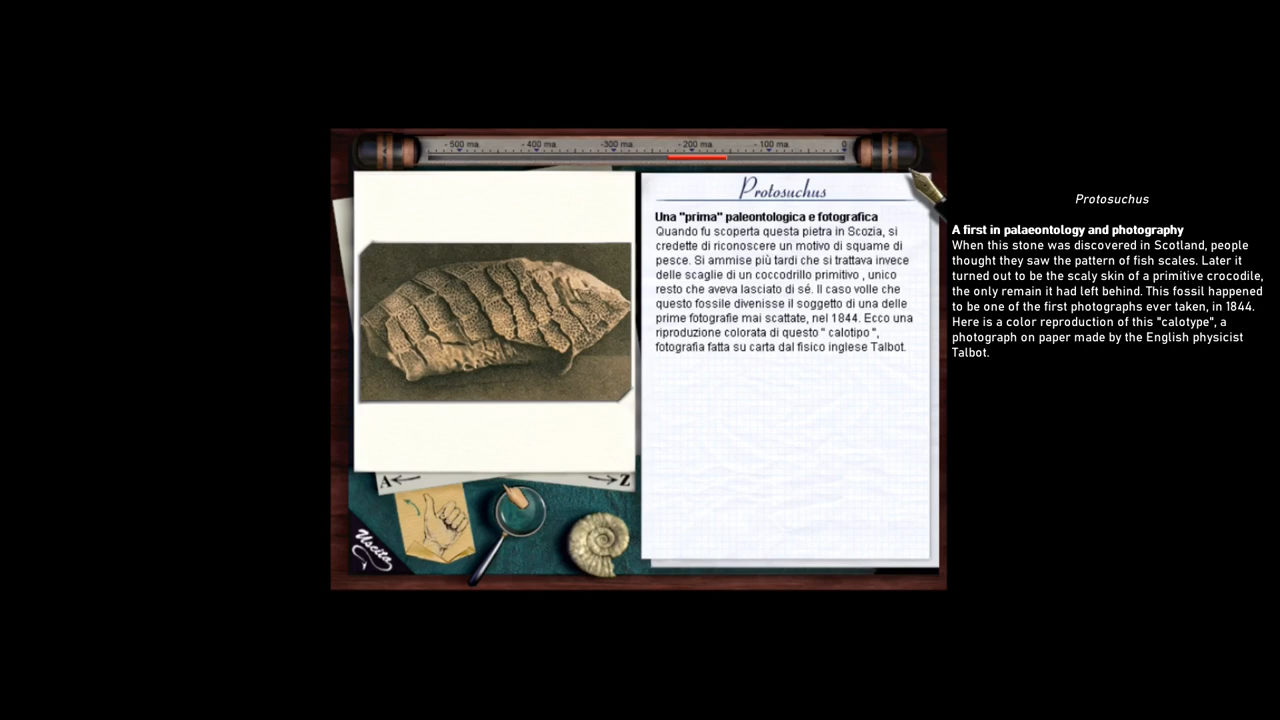 - 500 ma. - 400 ma. -300 ma. - 200 ma. - 100 ma. 0
Protosuchus
Una "prima" paleontologica e fotografica
Quando fu scoperta questa pietra in Scozia, si
credette di riconoscere un motivo di squame di
pesce. Si ammise più tardi che si trattava invece
delle scaglie di un coccodrillo primitivo , unico
resto che aveva lasciato di sé. Il caso volle che
questo fossile divenisse il soggetto di una delle
prime fotografie mai scattate, nel 1844. Ecco una
riproduzione colorata di questo " calotipo ",
fotografia fatta su carta dal fisico inglese Talbot.
A Z
Uscita
Protosuchus
A first in palaeontology and photography
When this stone was discovered in Scotland, people
thought they saw the pattern of fish scales. Later it
turned out to be the scaly skin of a primitive crocodile,
the only remain it had left behind. This fossil happened
to be one of the first photographs ever taken, in 1844.
Here is a color reproduction of this "calotype", a
photograph on paper made by the English physicist
Talbot.